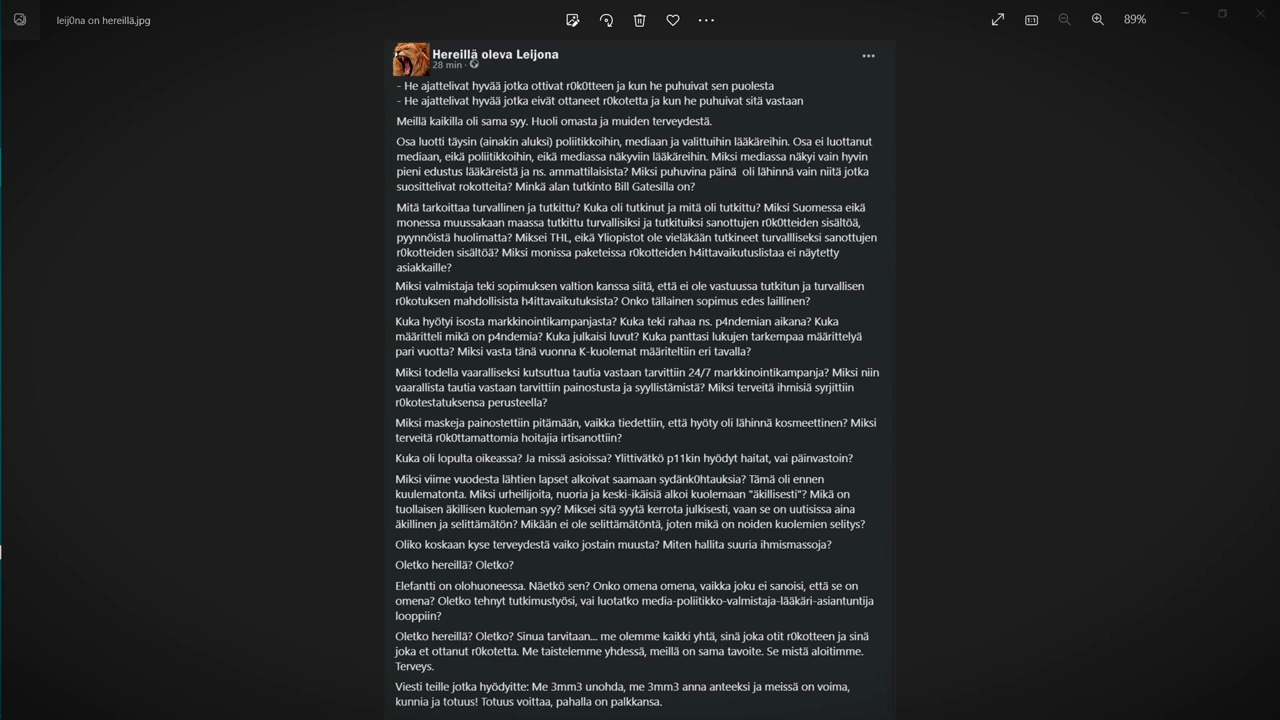 leij0na on hereillä.jpg
89%
Hereillä oleva Leijona
28 min ·
- He ajattelivat hyvää jotka ottivat r0k0tteen ja kun he puhuivat sen puolesta
- He ajattelivat hyvää jotka eivät ottaneet r0kotetta ja kun he puhuivat sitä vastaan
Meillä kaikilla oli sama syy. Huoli omasta ja muiden terveydestä.
Osa luotti täysin (ainakin aluksi) poliitikkoihin, mediaan ja valittuihin lääkäreihin. Osa ei luottanut
mediaan, eikä poliitikkoihin, eikä mediassa näkyviin lääkäreihin. Miksi mediassa näkyi vain hyvin
pieni edustus lääkäreistä ja ns. ammattilaisista? Miksi puhuvina päinä oli lähinnä vain niitä jotka
suosittelivat rokotteita? Minkä alan tutkinto Bill Gatesilla on?
Mitä tarkoittaa turvallinen ja tutkittu? Kuka oli tutkinut ja mitä oli tutkittu? Miksi Suomessa eikä
monessa muussakaan maassa tutkittu turvallisiksi ja tutkituiksi sanottujen r0k0tteiden sisältöä,
pyynnöistä huolimatta? Miksei THL, eikä Yliopistot ole vieläkään tutkineet turvallliseksi sanottujen
r0kotteiden sisältöä? Miksi monissa paketeissa r0kotteiden h4ittavaikutuslistaa ei näytetty
asiakkaille?
Miksi valmistaja teki sopimuksen valtion kanssa siitä, että ei ole vastuussa tutkitun ja turvallisen
r0kotuksen mahdollisista h4ittavaikutuksista? Onko tällainen sopimus edes laillinen?
Kuka hyötyi isosta markkinointikampanjasta? Kuka teki rahaa ns. p4ndemian aikana? Kuka
määritteli mikä on p4ndemia? Kuka julkaisi luvut? Kuka panttasi lukujen tarkempaa määrittelyä
pari vuotta? Miksi vasta tänä vuonna K-kuolemat määriteltiin eri tavalla?
Miksi todella vaaralliseksi kutsuttua tautia vastaan tarvittiin 24/7 markkinointikampanja? Miksi niin
vaarallista tautia vastaan tarvittiin painostusta ja syyllistämistä? Miksi terveitä ihmisiä syrjittiin
r0kotestatuksensa perusteella?
Miksi maskeja painostettiin pitämään, vaikka tiedettiin, että hyöty oli lähinnä kosmeettinen? Miksi
terveitä r0k0ttamattomia hoitajia irtisanottiin?
Kuka oli lopulta oikeassa? Ja missä asioissa? Ylittivätkö p11kin hyödyt haitat, vai päinvastoin?
Miksi viime vuodesta lähtien lapset alkoivat saamaan sydänk0htauksia? Tämä oli ennen
kuulematonta. Miksi urheilijoita, nuoria ja keski-ikäisiä alkoi kuolemaan "äkillisesti"? Mikä on
tuollaisen äkillisen kuoleman syy? Miksei sitä syytä kerrota julkisesti, vaan se on uutisissa aina
äkillinen ja selittämätön? Mikään ei ole selittämätöntä, joten mikä on noiden kuolemien selitys?
Oliko koskaan kyse terveydestä vaiko jostain muusta? Miten hallita suuria ihmismassoja?
Oletko hereillä? Oletko?
Elefantti on olohuoneessa. Näetkö sen? Onko omena omena, vaikka joku ei sanoisi, että se on
omena? Oletko tehnyt tutkimustyösi, vai luotatko media-poliitikko-valmistaja-lääkäri-asiantuntija
looppiin?
Oletko hereillä? Oletko? Sinua tarvitaan... me olemme kaikki yhtä, sinä joka otit r0kotteen ja sinä
joka et ottanut r0kotetta. Me taistelemme yhdessä, meillä on sama tavoite. Se mistä aloitimme.
Terveys.
Viesti teille jotka hyödyitte: Me 3mm3 unohda, me 3mm3 anna anteeksi ja meissä on voima,
kunnia ja totuus! Totuus voittaa, pahalla on palkkansa.